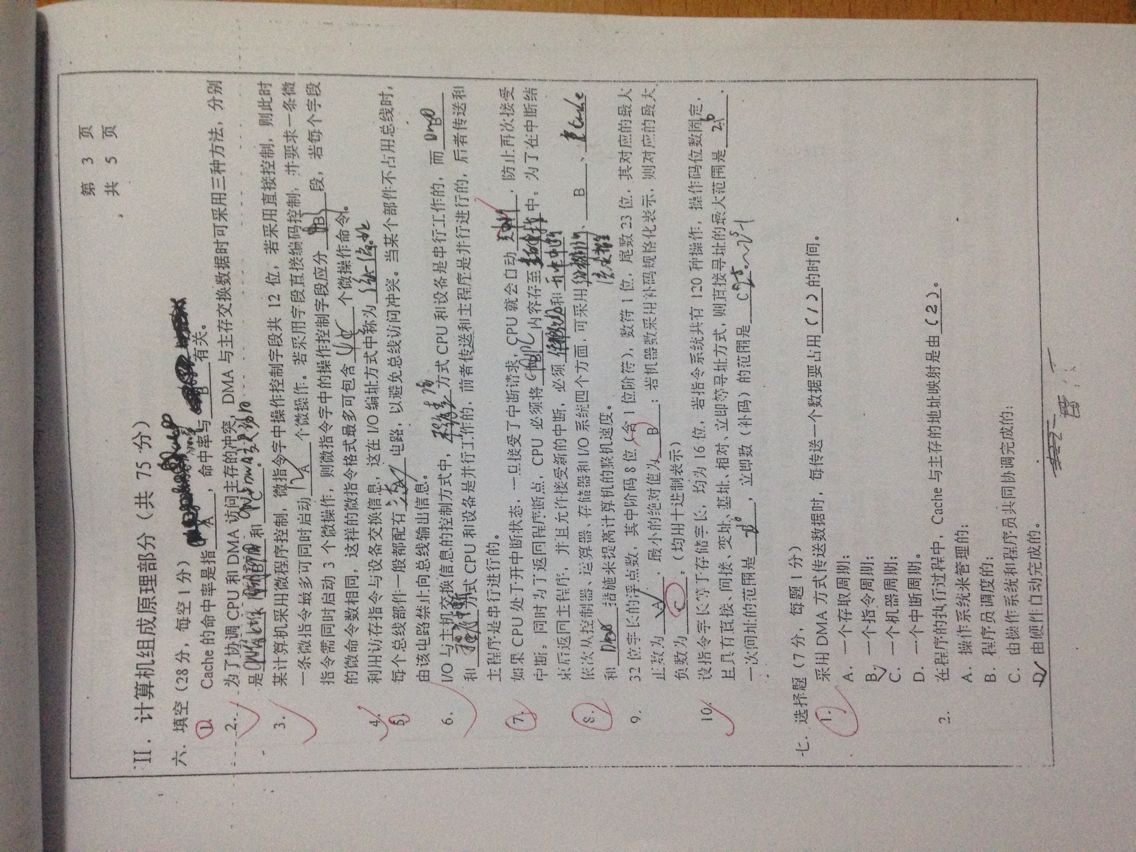 第 3 页
共 5 页
II．计算机组成原理部分（共 75 分）
六．填空（28 分，每空 1 分）
1. Cache 的命中率是指 A ，命中率与 B 有关。
2. 为了协调 CPU 和 DMA 访问主存的冲突，DMA 与主存交换数据时可采用三种方法，分别
是 B 和 。
3. 某计算机采用微程序控制，微指令字中操作控制字段共 12 位，若采用直接控制，则此时
一条微指令最多可同时启动 A 个微操作。若采用字段直接编码控制，并要求一条微
指令需同时启动 3 个微操作，则微指令字中的操作控制字段应分 B 段，若每个字段
的微命令数相同，这样的微指令格式最多可包含 C 个微操作命令。
4. 利用访存指令与设备交换信息，这在 I/O 编址方式中称为
5. 每个总线部件一般都配有 电路，以避免总线访问冲突。当某个部件不占用总线时，
由该电路禁止向总线输出信息。
6. I/O 与主机交换信息的控制方式中， 方式 CPU 和设备是串行工作的，而 B
和 方式 CPU 和设备是并行工作的，前者传送和主程序是并行进行的，后者传送和
主程序是串行进行的。
7. 如果 CPU 处于开中断状态，一旦接受了中断请求，CPU 就会自动 ，防止再次接受
中断。同时为了返回程序断点，CPU 必须将 B 内容存至 中。为了在中断结
束后返回主程序，并且允许接受新的中断，必须 和
8. 依次从控制器、运算器、存储器和 I/O 系统四个方面，可采用 、 B 、
和 DMA 措施来提高计算机的整机速度。
9. 32 位字长的浮点数，其中阶码 8 位（含 1 位阶符），数符 1 位，尾数 23 位，其对应的最大
正数为 A ，最小的绝对值为 B ；若机器数采用补码规格化表示，则对应的最大
负数为 C 。（均用十进制表示）
10. 设指令字长等于存储字长，均为 16 位，若指令系统共有 120 种操作，操作码位数固定，
且具有直接、间接、变址、基址、相对、立即等寻址方式，则直接寻址的最大范围是 ，
一次间址的范围是 ，立即数（补码）的范围是 C
七．选择题（7 分，每题 1 分）
1. 采用 DMA 方式传送数据时，每传送一个数据要占用（1）的时间。
A．一个存取周期；
B．一个指令周期；
C．一个机器周期；
D．一个中断周期。
2. 在程序的执行过程中，Cache 与主存的地址映射是由（2）。
A．操作系统来管理的；
B．程序员调度的；
C．由操作系统和程序员共同协调完成的；
D．由硬件自动完成的。